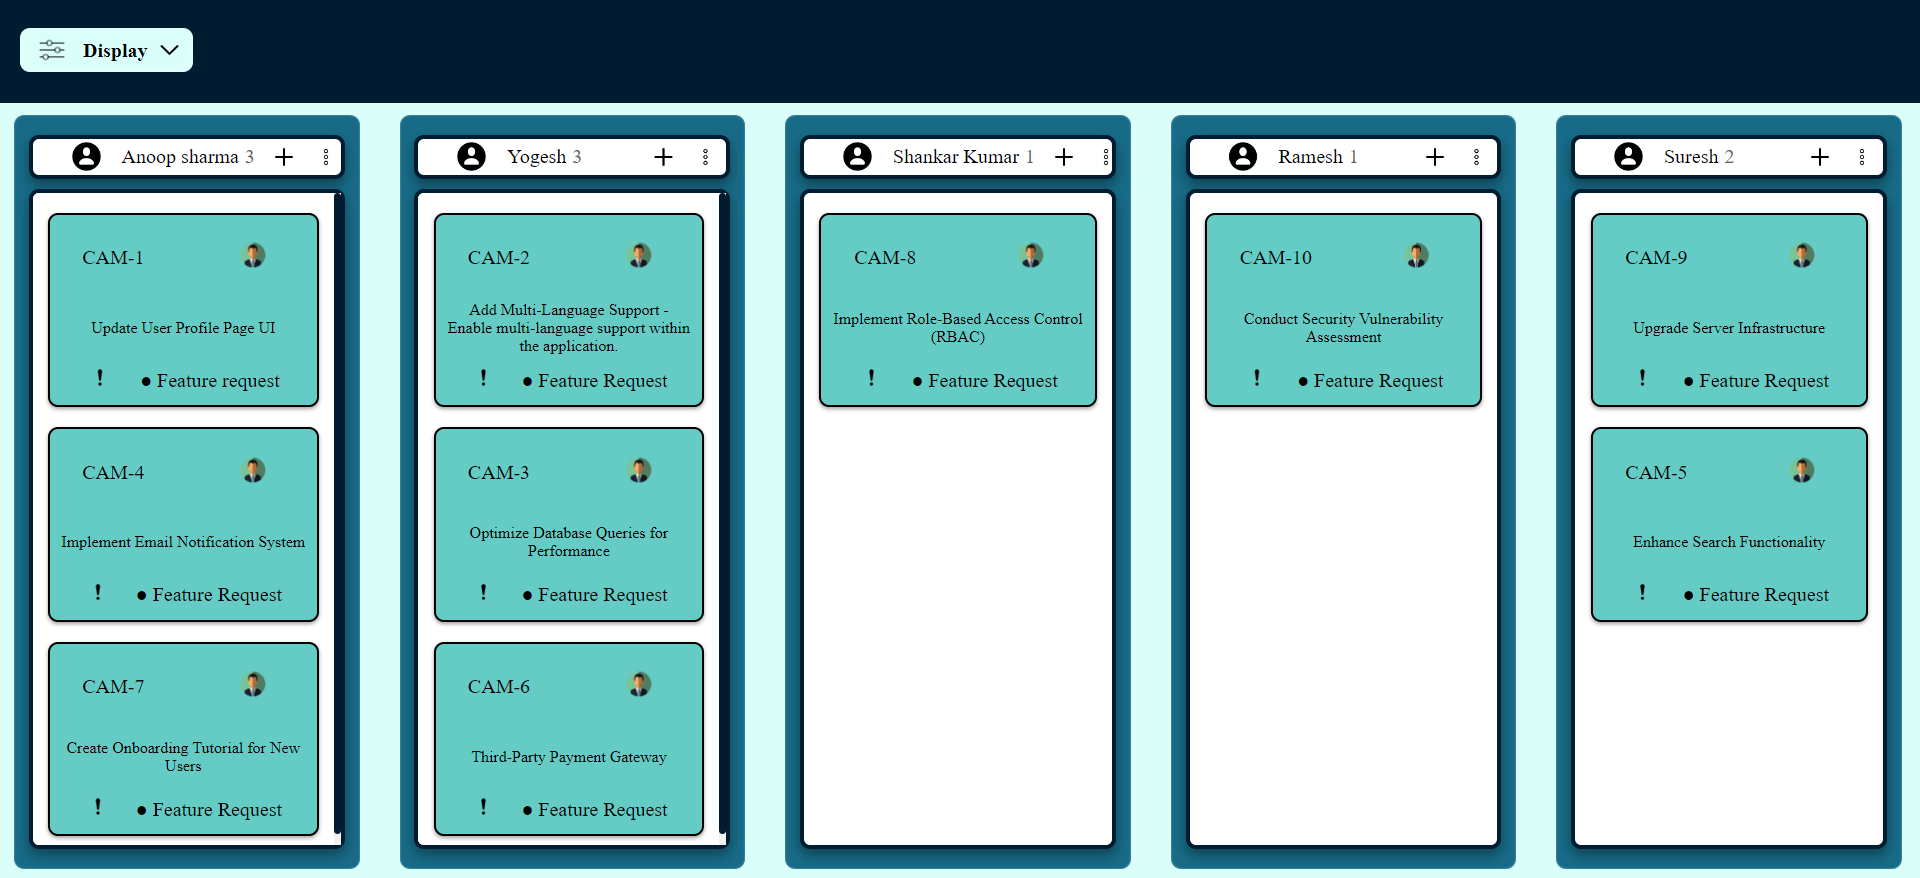 Display
Anoop sharma 3
CAM-1
Update User Profile Page UI
! ● Feature request
CAM-4
Implement Email Notification System
! ● Feature Request
CAM-7
Create Onboarding Tutorial for New
Users
! ● Feature Request
Yogesh 3
CAM-2
Add Multi-Language Support -
Enable multi-language support within
the application.
! ● Feature Request
CAM-3
Optimize Database Queries for
Performance
! ● Feature Request
CAM-6
Third-Party Payment Gateway
! ● Feature Request
Shankar Kumar 1
CAM-8
Implement Role-Based Access Control
(RBAC)
! ● Feature Request
Ramesh 1
CAM-10
Conduct Security Vulnerability
Assessment
! ● Feature Request
Suresh 2
CAM-9
Upgrade Server Infrastructure
! ● Feature Request
CAM-5
Enhance Search Functionality
! ● Feature Request